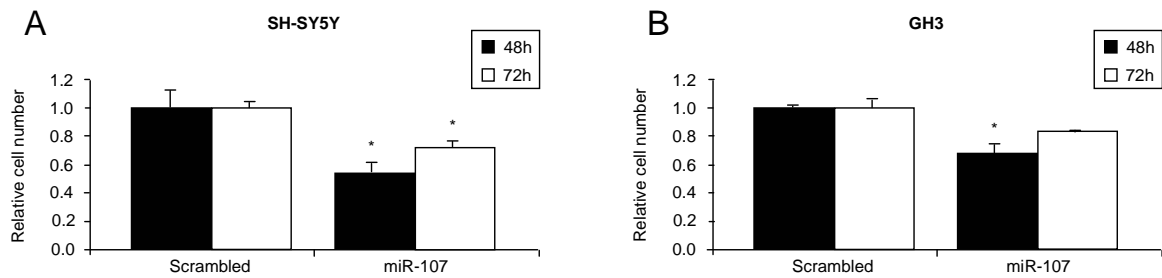 A
SH-SY5Y
48h
72h
Relative cell number
1.2
1.0
0.8
0.6
0.4
0.2
0.0
*
*
Scrambled
miR-107
B
GH3
48h
72h
Relative cell number
1.2
1.0
0.8
0.6
0.4
0.2
0.0
*
Scrambled
miR-107